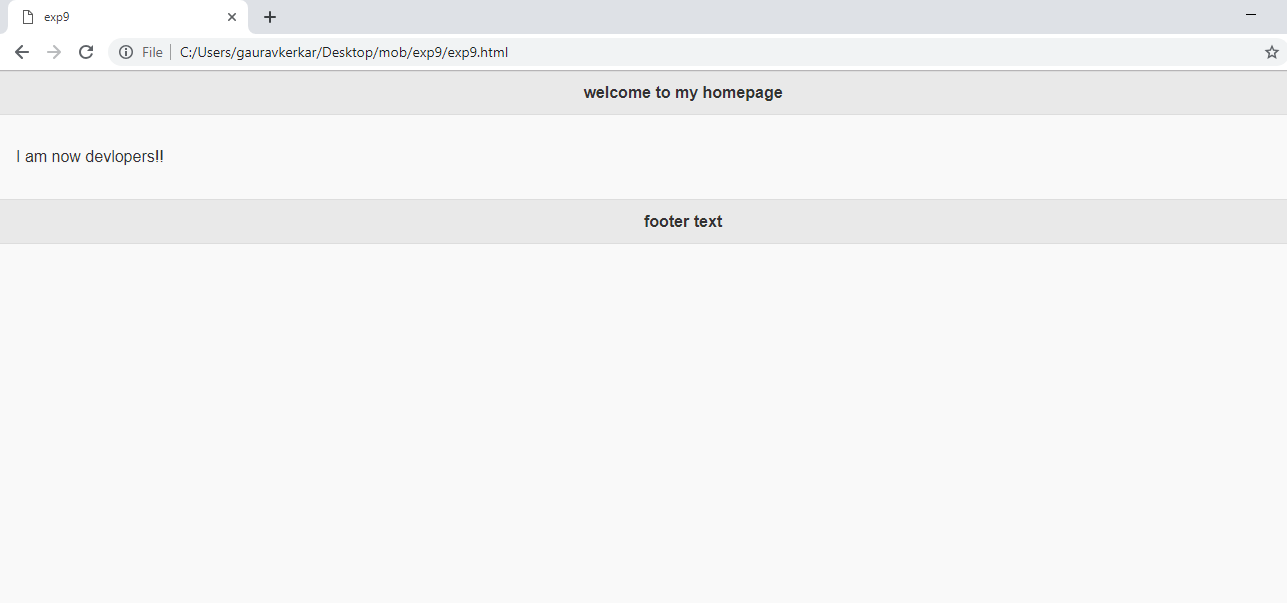 exp9
File C:/Users/gauravkerkar/Desktop/mob/exp9/exp9.html
welcome to my homepage
I am now devlopers!!
footer text